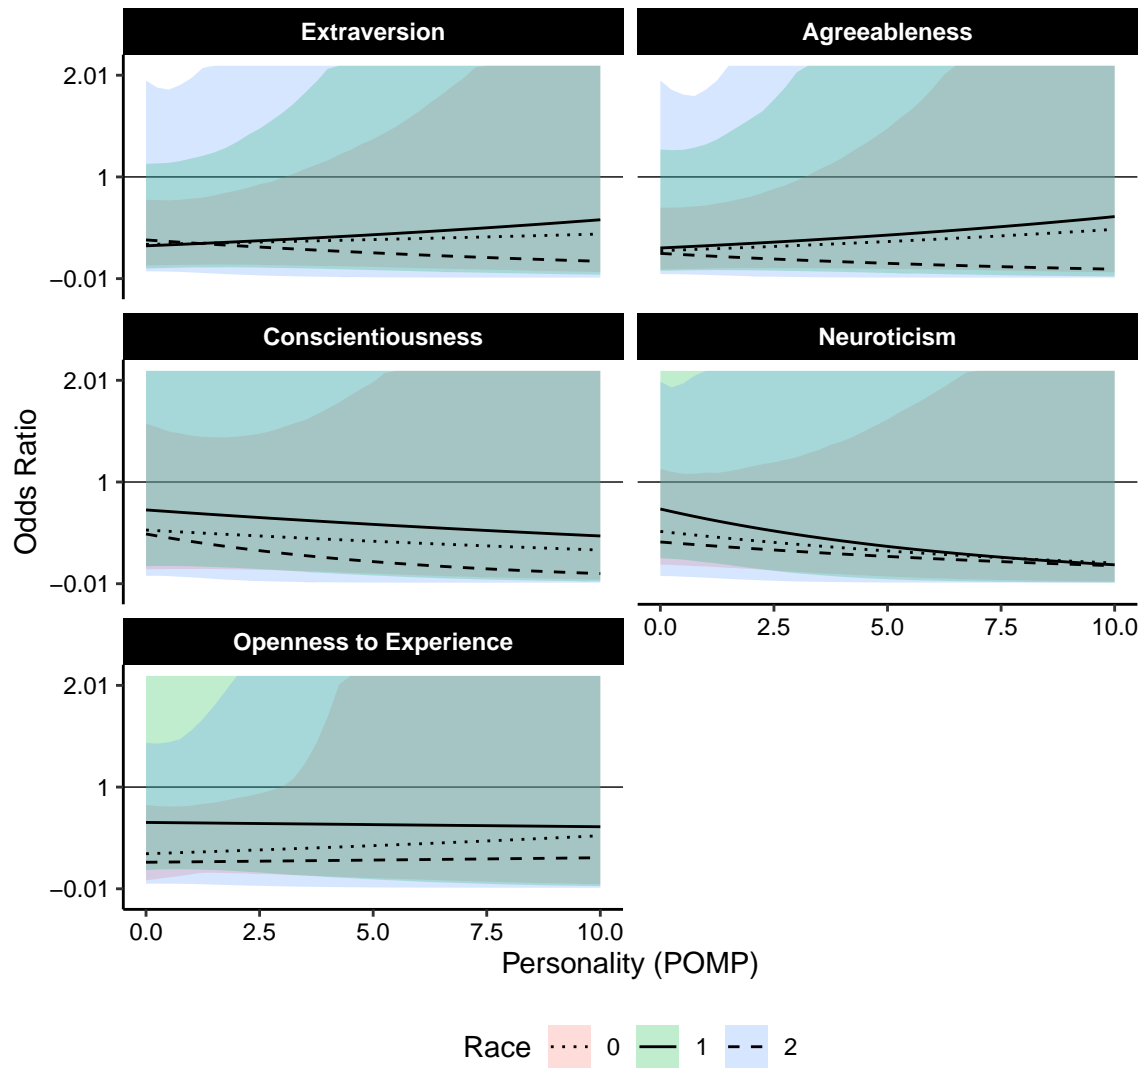 Extraversion
Agreeableness
2.01
1
−0.01
Conscientiousness
Neuroticism
2.01
1
−0.01
0.0 2.5 5.0 7.5 10.0
Openness to Experience
2.01
1
−0.01
0.0 2.5 5.0 7.5 10.0
Odds Ratio
Personality (POMP)
Race 0 1 2